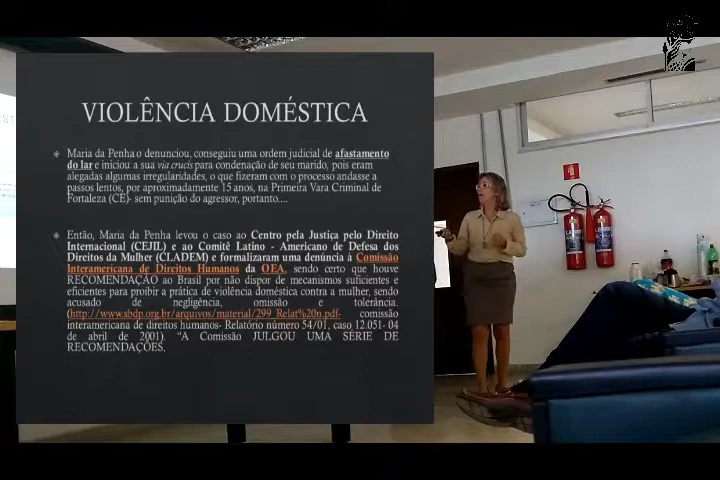 VIOLÊNCIA DOMÉSTICA
Maria da Penha o denunciou, conseguiu uma ordem judicial de afastamento
do lar e iniciou a sua via crucis para condenação de seu marido, pois eram
alegadas algumas irregularidades, o que fizeram com o processo andasse a
passos lentos, por aproximadamente 15 anos, na Primeira Vara Criminal de
Fortaleza (CE)- sem punição do agressor, portanto....
Então, Maria da Penha levou o caso ao Centro pela Justiça pelo Direito
Internacional (CEJIL) e ao Comitê Latino - Americano de Defesa dos
Direitos da Mulher (CLADEM) e formalizaram uma denúncia à Comissão
Interamericana de Direitos Humanos da OEA, sendo certo que houve
RECOMENDAÇÃO ao Brasil por não dispor de mecanismos suficientes e
eficientes para proibir a prática de violência doméstica contra a mulher, sendo
acusado de negligência, omissão e tolerância.
(http://www.sbdp.org.br/arquivos/material/299_Relat%20n.pdf- comissão
interamericana de direitos humanos- Relatório número 54/01, caso 12.051- 04
de abril de 2001). “A Comissão JULGOU UMA SÉRIE DE
RECOMENDAÇÕES,